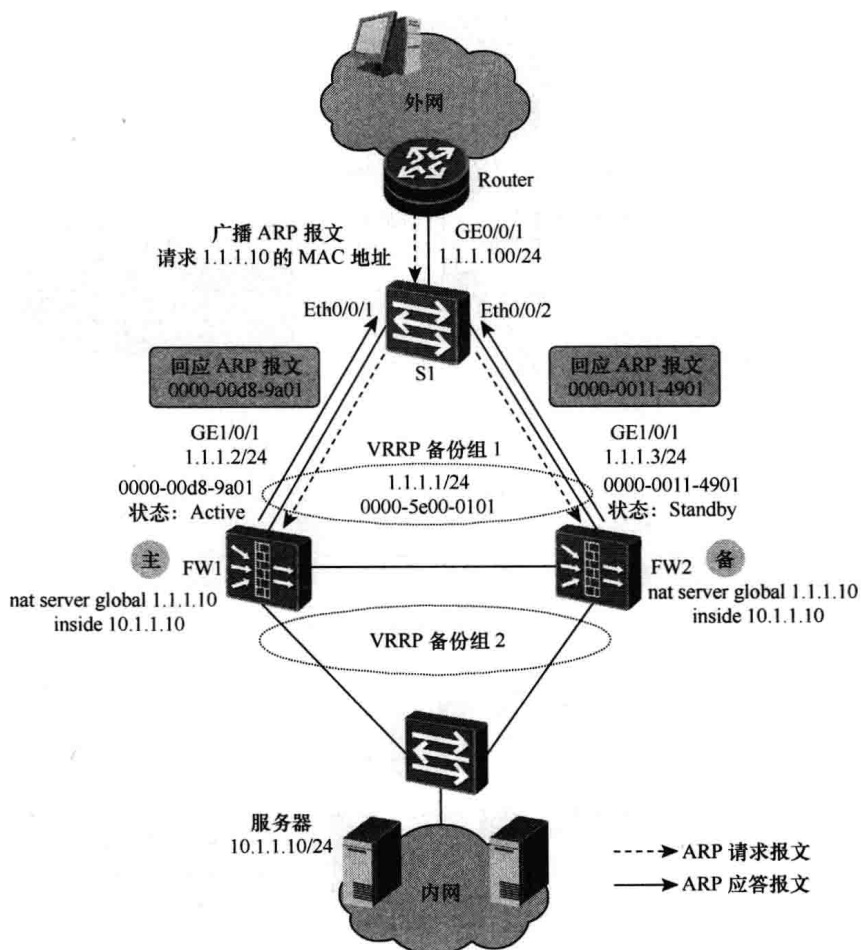 外网
Router
广播 ARP 报文
请求 1.1.1.10 的 MAC 地址
GE0/0/1
1.1.1.100/24
Eth0/0/1
Eth0/0/2
S1
回应 ARP 报文
0000-00d8-9a01
回应 ARP 报文
0000-0011-4901
GE1/0/1
1.1.1.2/24
VRRP 备份组 1
GE1/0/1
1.1.1.3/24
0000-00d8-9a01
状态：Active
1.1.1.1/24
0000-5e00-0101
0000-0011-4901
状态：Standby
主
FW1
FW2
备
nat server global 1.1.1.10
inside 10.1.1.10
nat server global 1.1.1.10
inside 10.1.1.10
VRRP 备份组 2
服务器
10.1.1.10/24
内网
ARP 请求报文
ARP 应答报文